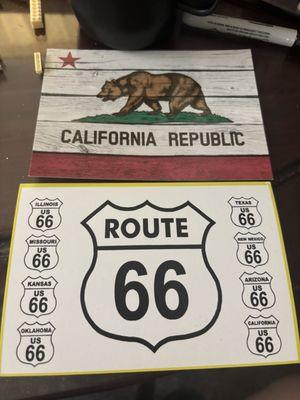 CALIFORNIA REPUBLIC
ILLINOIS
US
66
MISSOURI
US
66
KANSAS
US
66
OKLAHOMA
US
66
ROUTE
66
TEXAS
US
66
NEW MEXICO
US
66
ARIZONA
US
66
CALIFORNIA
US
66